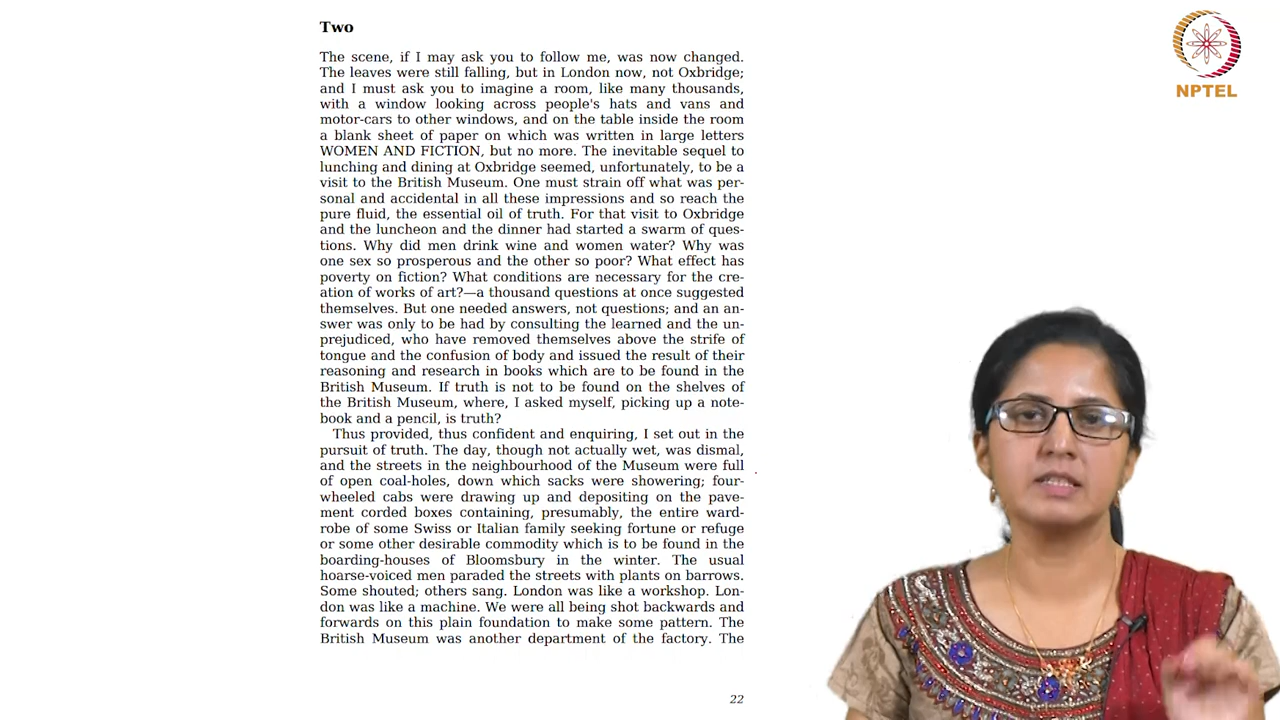 Two
The scene, if I may ask you to follow me, was now changed.
The leaves were still falling, but in London now, not Oxbridge;
and I must ask you to imagine a room, like many thousands,
with a window looking across people's hats and vans and
motor-cars to other windows, and on the table inside the room
a blank sheet of paper on which was written in large letters
WOMEN AND FICTION, but no more. The inevitable sequel to
lunching and dining at Oxbridge seemed, unfortunately, to be a
visit to the British Museum. One must strain off what was per-
sonal and accidental in all these impressions and so reach the
pure fluid, the essential oil of truth. For that visit to Oxbridge
and the luncheon and the dinner had started a swarm of ques-
tions. Why did men drink wine and women water? Why was
one sex so prosperous and the other so poor? What effect has
poverty on fiction? What conditions are necessary for the cre-
ation of works of art?—a thousand questions at once suggested
themselves. But one needed answers, not questions; and an an-
swer was only to be had by consulting the learned and the un-
prejudiced, who have removed themselves above the strife of
tongue and the confusion of body and issued the result of their
reasoning and research in books which are to be found in the
British Museum. If truth is not to be found on the shelves of
the British Museum, where, I asked myself, picking up a note-
book and a pencil, is truth?
Thus provided, thus confident and enquiring, I set out in the
pursuit of truth. The day, though not actually wet, was dismal,
and the streets in the neighbourhood of the Museum were full
of open coal-holes, down which sacks were showering; four-
wheeled cabs were drawing up and depositing on the pave-
ment corded boxes containing, presumably, the entire ward-
robe of some Swiss or Italian family seeking fortune or refuge
or some other desirable commodity which is to be found in the
boarding-houses of Bloomsbury in the winter. The usual
hoarse-voiced men paraded the streets with plants on barrows.
Some shouted; others sang. London was like a workshop. Lon-
don was like a machine. We were all being shot backwards and
forwards on this plain foundation to make some pattern. The
British Museum was another department of the factory. The
22
NPTEL